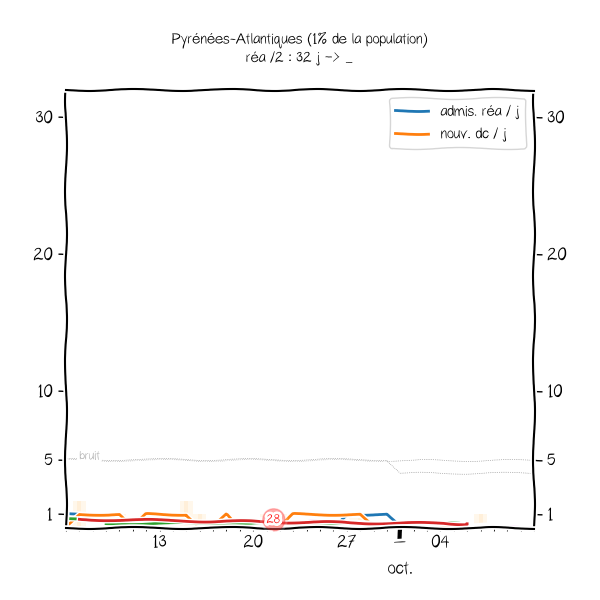 Pyrénées-Atlantiques (1% de la population)
réa /2 : 32 j -> _
admis. réa / j
nouv. dc / j
30
30
20
20
10
10
bruit
5
5
1
1
28
13
20
27
04
oct.